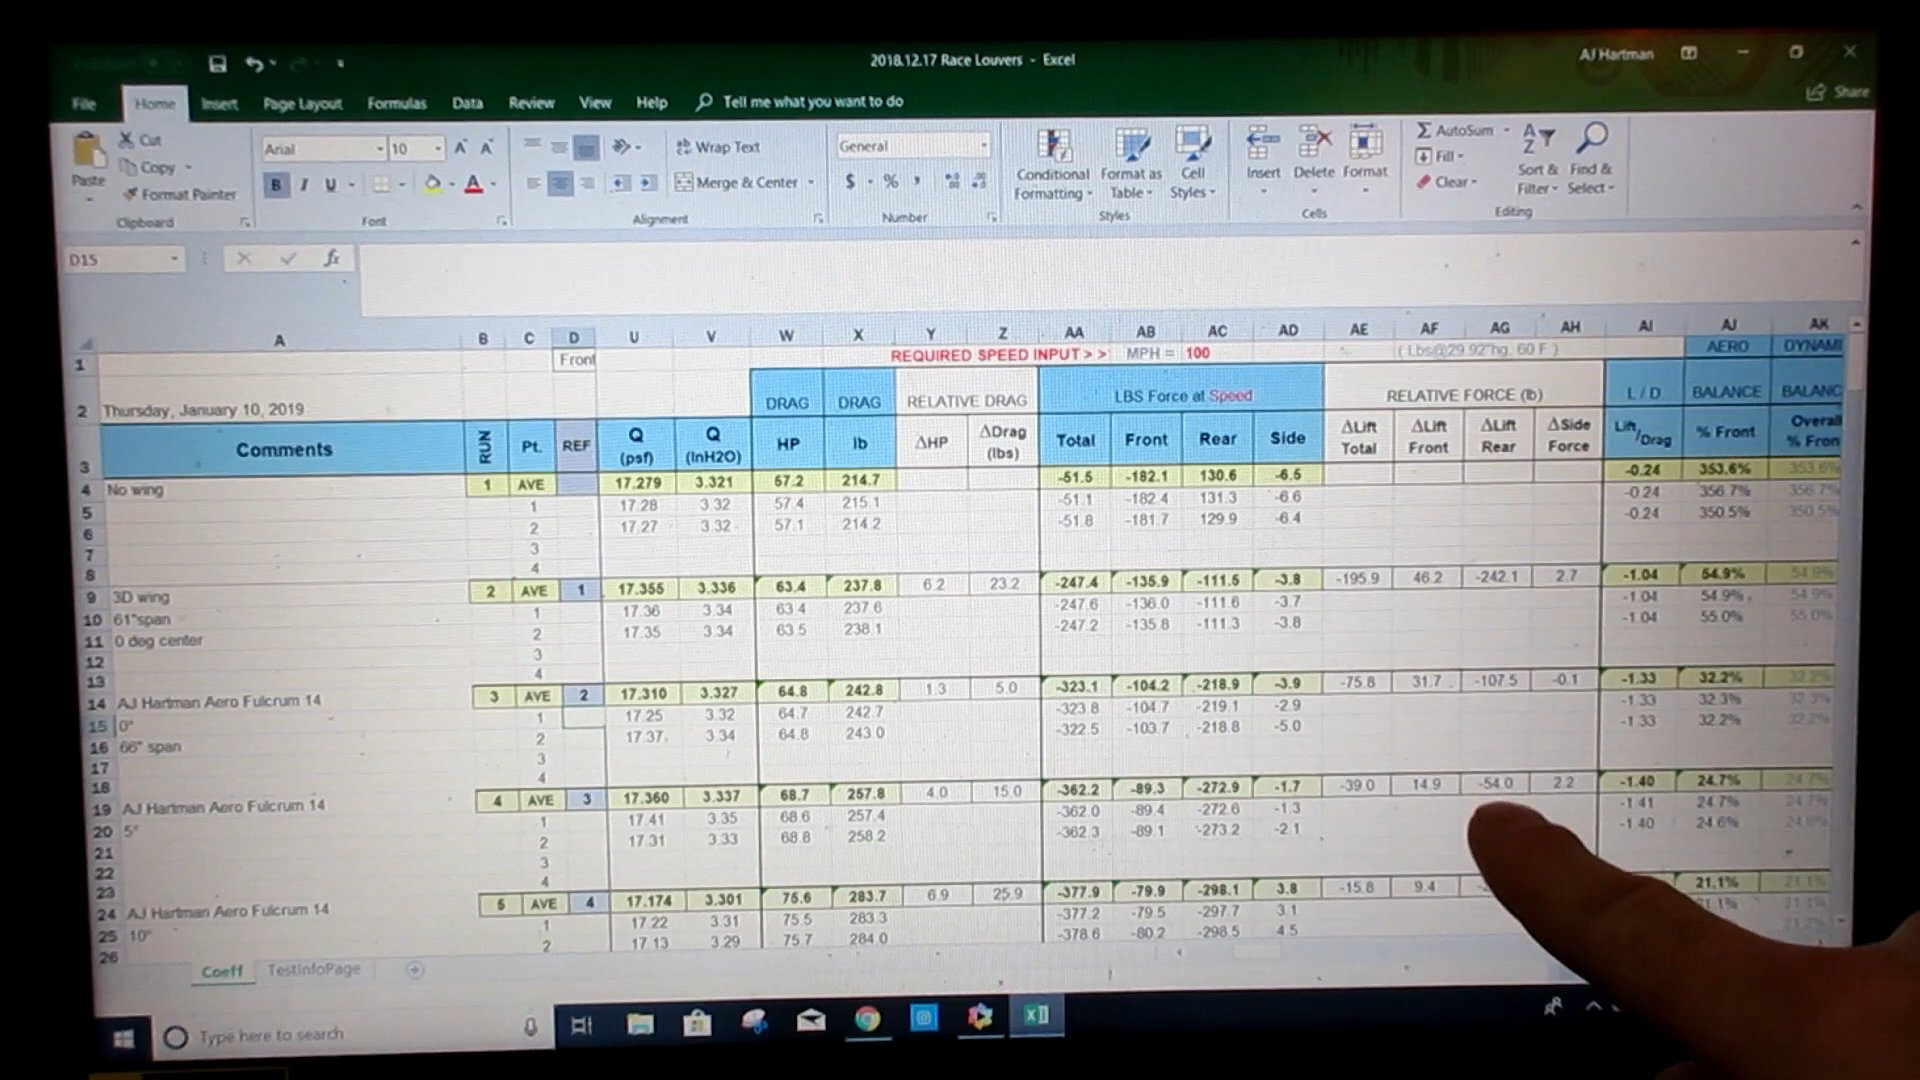 2018.12.17 Race Louvers - Excel
AJ Hartman
File Home Insert Page Layout Formulas Data Review View Help Tell me what you want to do
Share
Paste
Cut
Copy
Format Painter
Clipboard
Arial 10
B I U
Font
Wrap Text
Merge & Center
Alignment
General
$ % ,
Number
Conditional Formatting
Format as Table
Cell Styles
Styles
Insert Delete Format
Cells
AutoSum
Fill
Clear
Sort & Filter
Find & Select
Editing
D15 fx
A B C D U V W X Y Z AA AB AC AD AE AF AG AH AI AJ AK
1 Front REQUIRED SPEED INPUT > > MPH = 100 ( Lbs@29.92"hg, 60 F ) AERO DYNAMI
2 Thursday, January 10, 2019 DRAG DRAG RELATIVE DRAG LBS Force at Speed RELATIVE FORCE (lb) L / D BALANCE BALANC
3 Comments RUN Pt. REF Q (psf) Q (InH2O) HP lb ΔHP ΔDrag (lbs) Total Front Rear Side ΔLift Total ΔLift Front ΔLift Rear ΔSide Force Lift/Drag % Front Overall % Fron
4 No wing 1 AVE 17.279 3.321 57.2 214.7 -51.5 -182.1 130.6 -6.5 -0.24 353.6% 353.6%
5 1 17.28 3.32 57.4 215.1 -51.1 -182.4 131.3 -6.6 -0.24 356.7% 356.7%
6 2 17.27 3.32 57.1 214.2 -51.8 -181.7 129.9 -6.4 -0.24 350.5% 350.5%
7 3
8 4
9 3D wing 2 AVE 1 17.355 3.336 63.4 237.8 6.2 23.2 -247.4 -135.9 -111.5 -3.8 -195.9 46.2 -242.1 2.7 -1.04 54.9% 54.9%
10 61"span 1 17.36 3.34 63.4 237.6 -247.6 -136.0 -111.6 -3.7 -1.04 54.9% 54.9%
11 0 deg center 2 17.35 3.34 63.5 238.1 -247.2 -135.8 -111.3 -3.8 -1.04 55.0% 55.0%
12 3
13 4
14 AJ Hartman Aero Fulcrum 14 3 AVE 2 17.310 3.327 64.8 242.8 1.3 5.0 -323.1 -104.2 -218.9 -3.9 -75.8 31.7 -107.5 -0.1 -1.33 32.2% 32.2%
15 0° 1 17.25 3.32 64.7 242.7 -323.8 -104.7 -219.1 -2.9 -1.33 32.3% 32.3%
16 66" span 2 17.37 3.34 64.8 243.0 -322.5 -103.7 -218.8 -5.0 -1.33 32.2% 32.2%
17 3
18 4
19 AJ Hartman Aero Fulcrum 14 4 AVE 3 17.360 3.337 68.7 257.8 4.0 15.0 -362.2 -89.3 -272.9 -1.7 -39.0 14.9 -54.0 2.2 -1.40 24.7% 24.7%
20 5° 1 17.41 3.35 68.6 257.4 -362.0 -89.4 -272.6 -1.3 -1.41 24.7% 24.7%
21 2 17.31 3.33 68.8 258.2 -362.3 -89.1 -273.2 -2.1 -1.40 24.6% 24.6%
22 3
23 4
24 AJ Hartman Aero Fulcrum 14 5 AVE 4 17.174 3.301 75.6 283.7 6.9 25.9 -377.9 -79.9 -298.1 3.8 -15.8 9.4 21.1% 21.1%
25 10° 1 17.22 3.31 75.5 283.3 -377.2 -79.5 -297.7 3.1 21.1% 21.1%
26 2 17.13 3.29 75.7 284.0 -378.6 -80.2 -298.5 4.5
Coeff TestInfoPage
Type here to search